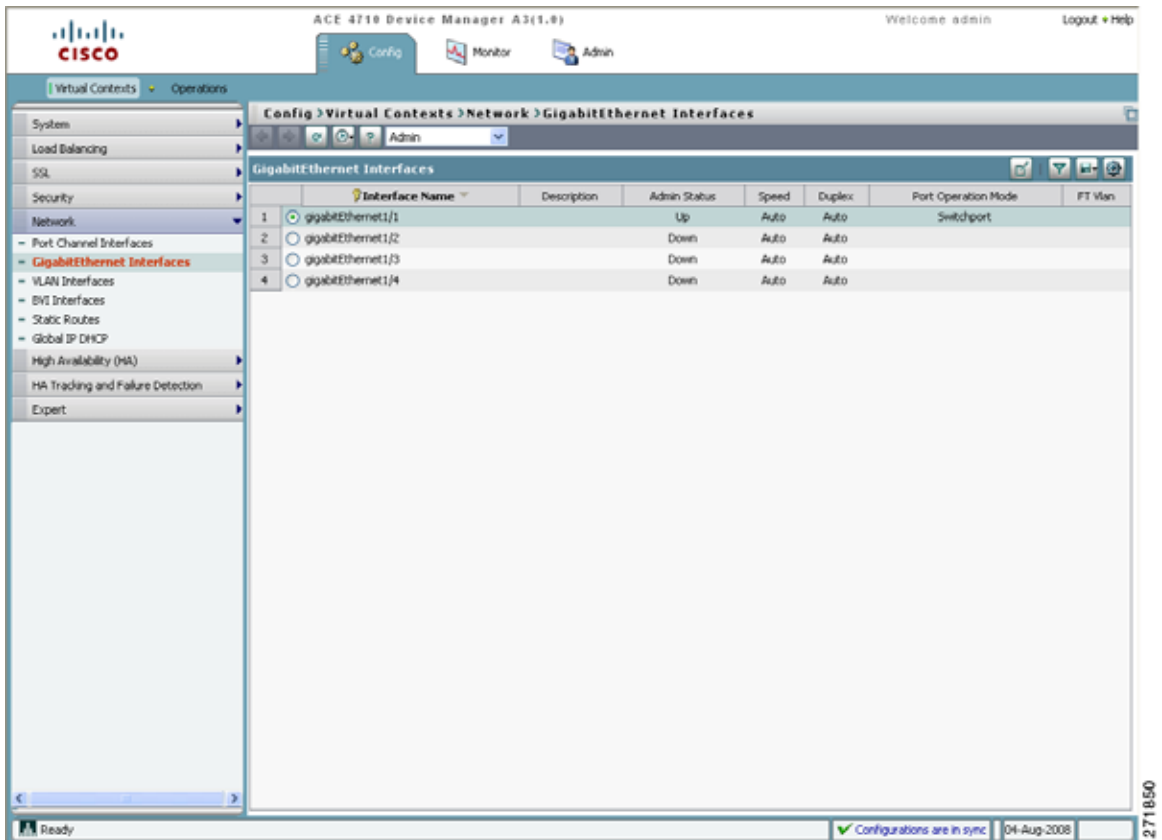 ACE 4710 Device Manager A3(1.0)
Welcome admin
Logout Help
CISCO
Config
Monitor
Admin
Virtual Contexts Operations
Config > Virtual Contexts > Network > GigabitEthernet Interfaces
Admin
System
Load Balancing
SSL
Security
Network
- Port Channel Interfaces
- GigabitEthernet Interfaces
- VLAN Interfaces
- BVI Interfaces
- Static Routes
- Global IP DHCP
High Availability (HA)
HA Tracking and Failure Detection
Expert
GigabitEthernet Interfaces
Interface Name Description Admin Status Speed Duplex Port Operation Mode FT Vlan
1 gigabitEthernet1/1 Up Auto Auto Switchport
2 gigabitEthernet1/2 Down Auto Auto
3 gigabitEthernet1/3 Down Auto Auto
4 gigabitEthernet1/4 Down Auto Auto
Ready
Configurations are in sync
04-Aug-2008
271850